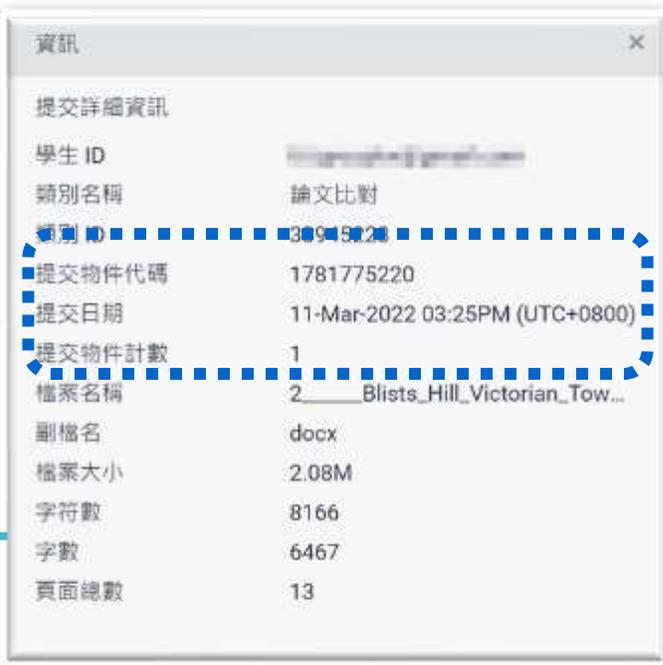 資訊 ×
提交詳細資訊
學生 ID
類別名稱 論文比對
類別 ID
提交物件代碼 1781775220
提交日期 11-Mar-2022 03:25PM (UTC+0800)
提交物件計數 1
檔案名稱 2______Blists_Hill_Victorian_Tow...
副檔名 docx
檔案大小 2.08M
字符數 8166
字數 6467
頁面總數 13